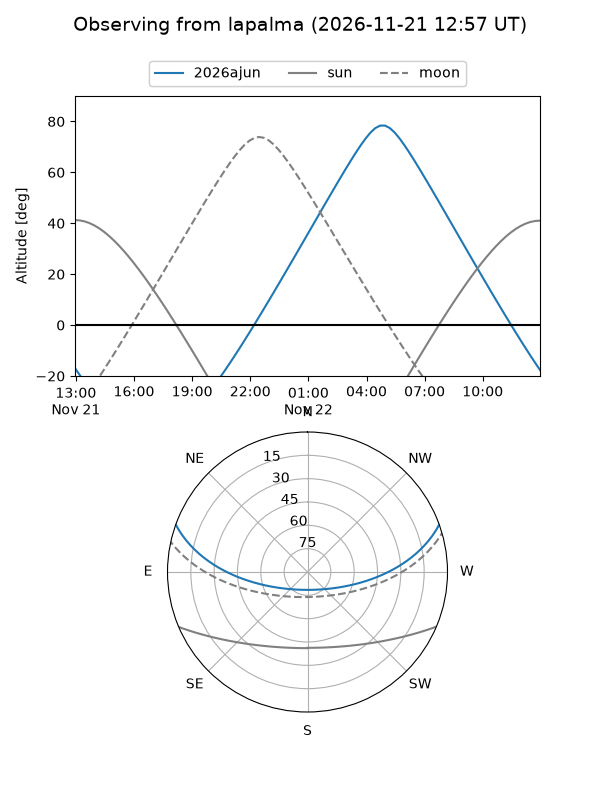 Observing from lapalma (2026-11-21 12:57 UT)
2026ajun sun moon
Altitude [deg]
80
60
40
20
0
−20
13:00 16:00 19:00 22:00 01:00 04:00 07:00 10:00
Nov 21 Nov 22
N
NE NW
15
30
45
60
75
E W
SE SW
S